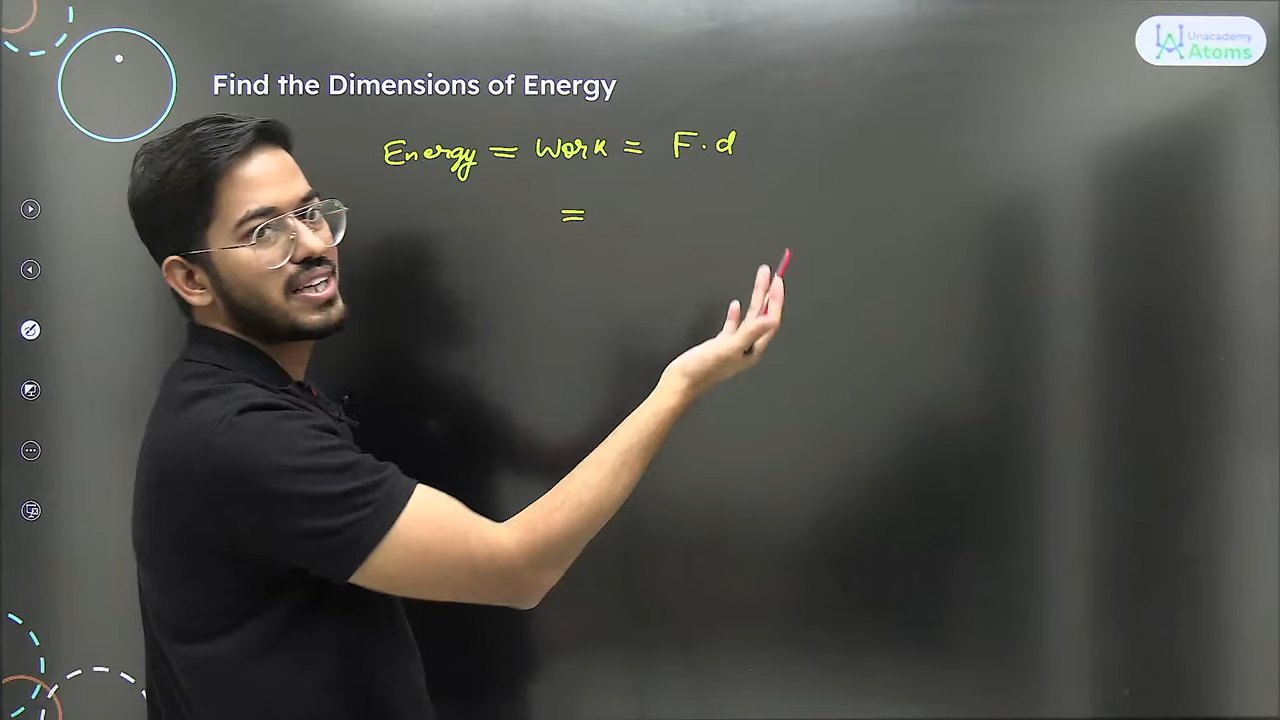 Unacademy
Atoms
Find the Dimensions of Energy
Energy = Work = F.d
=